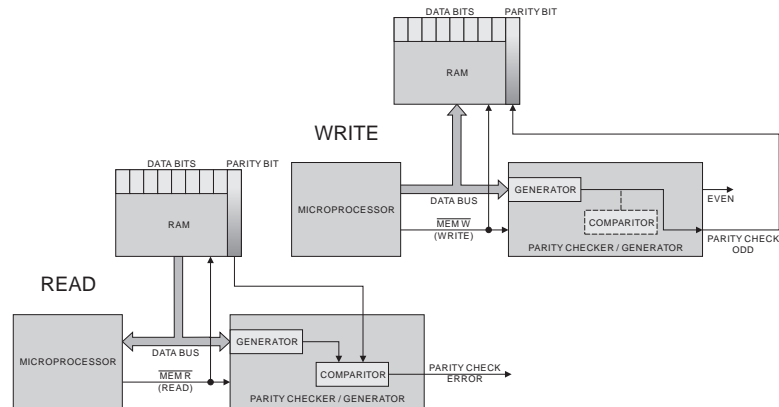 DATA BITS PARITY BIT
RAM
WRITE
MICROPROCESSOR
DATA BUS
MEM W
(WRITE)
GENERATOR
COMPARITOR
PARITY CHECKER / GENERATOR
EVEN
PARITY CHECK
ODD
DATA BITS PARITY BIT
RAM
READ
MICROPROCESSOR
DATA BUS
MEM R
(READ)
GENERATOR
COMPARITOR
PARITY CHECKER / GENERATOR
PARITY CHECK
ERROR